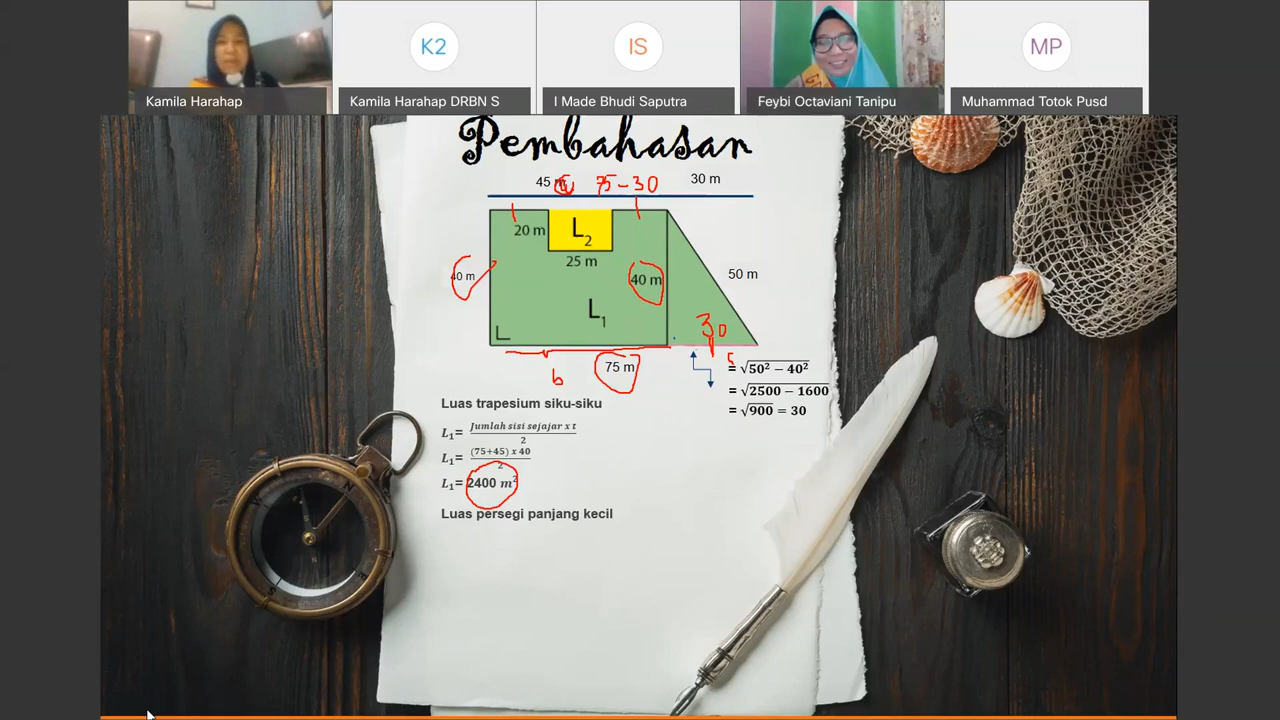 K2
IS
MP
Kamila Harahap
Kamila Harahap DRBN S
I Made Bhudi Saputra
Feybi Octaviani Tanipu
Muhammad Totok Pusd
Pembahasan
45 75-30 30 m
20 m L2
25 m
40 m
40 m
50 m
L1
30
75 m
b
= √50² − 40²
= √2500 − 1600
= √900 = 30
Luas trapesium siku-siku
L1= Jumlah sisi sejajar x t
2
L1= (75+45) x 40
2
L1= 2400 m²
Luas persegi panjang kecil